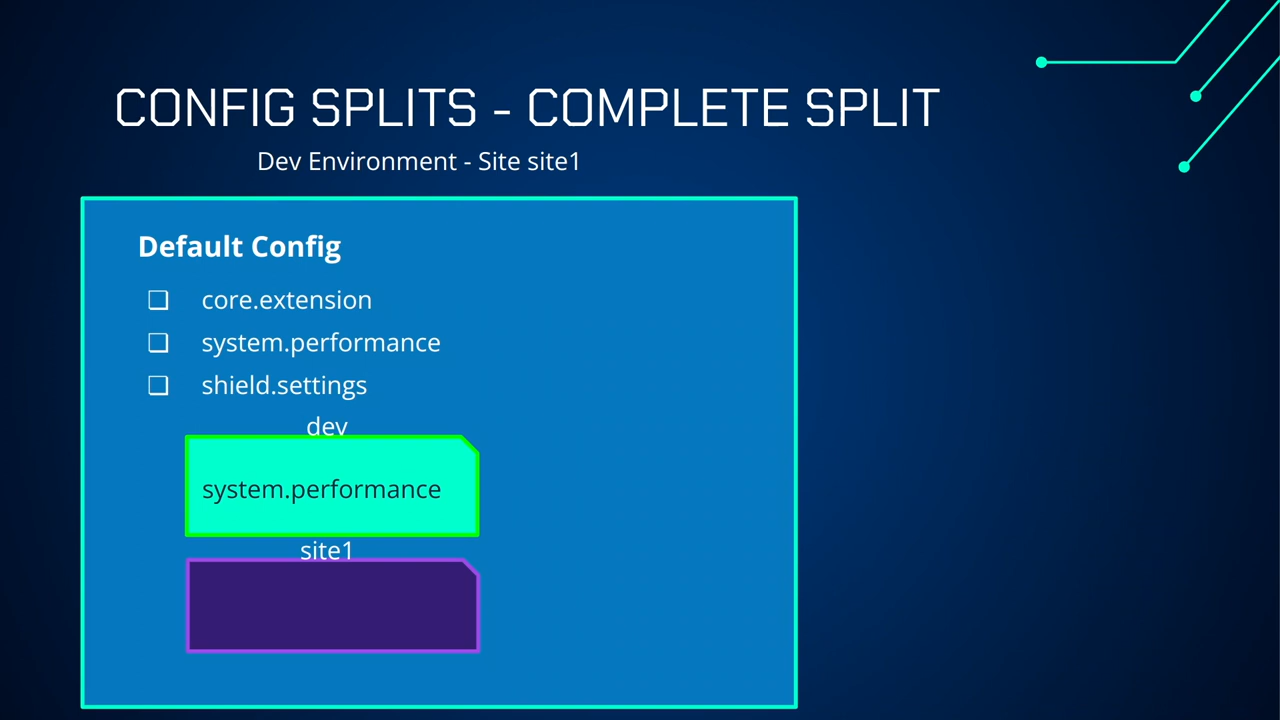 CONFIG SPLITS - COMPLETE SPLIT
Dev Environment - Site site1
Default Config
❏ core.extension
❏ system.performance
❏ shield.settings
dev
system.performance
site1